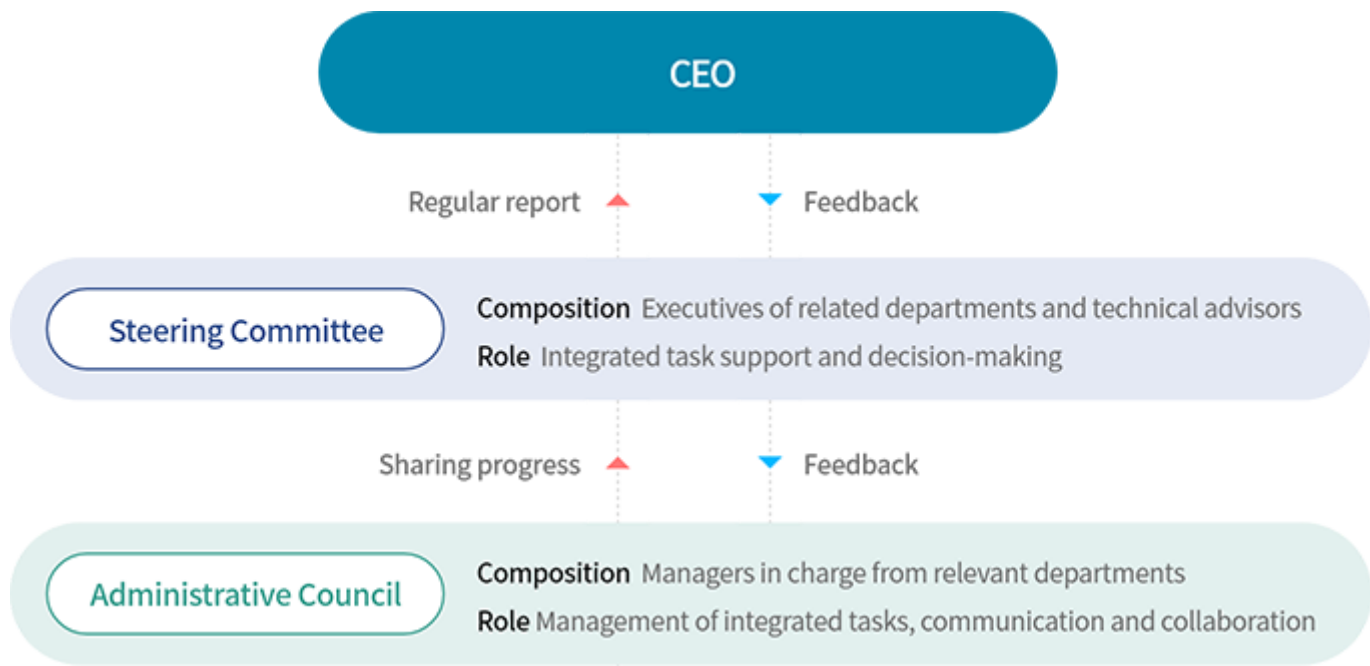 CEO
Regular report
Feedback
Steering Committee
Composition Executives of related departments and technical advisors
Role Integrated task support and decision-making
Sharing progress
Feedback
Administrative Council
Composition Managers in charge from relevant departments
Role Management of integrated tasks, communication and collaboration